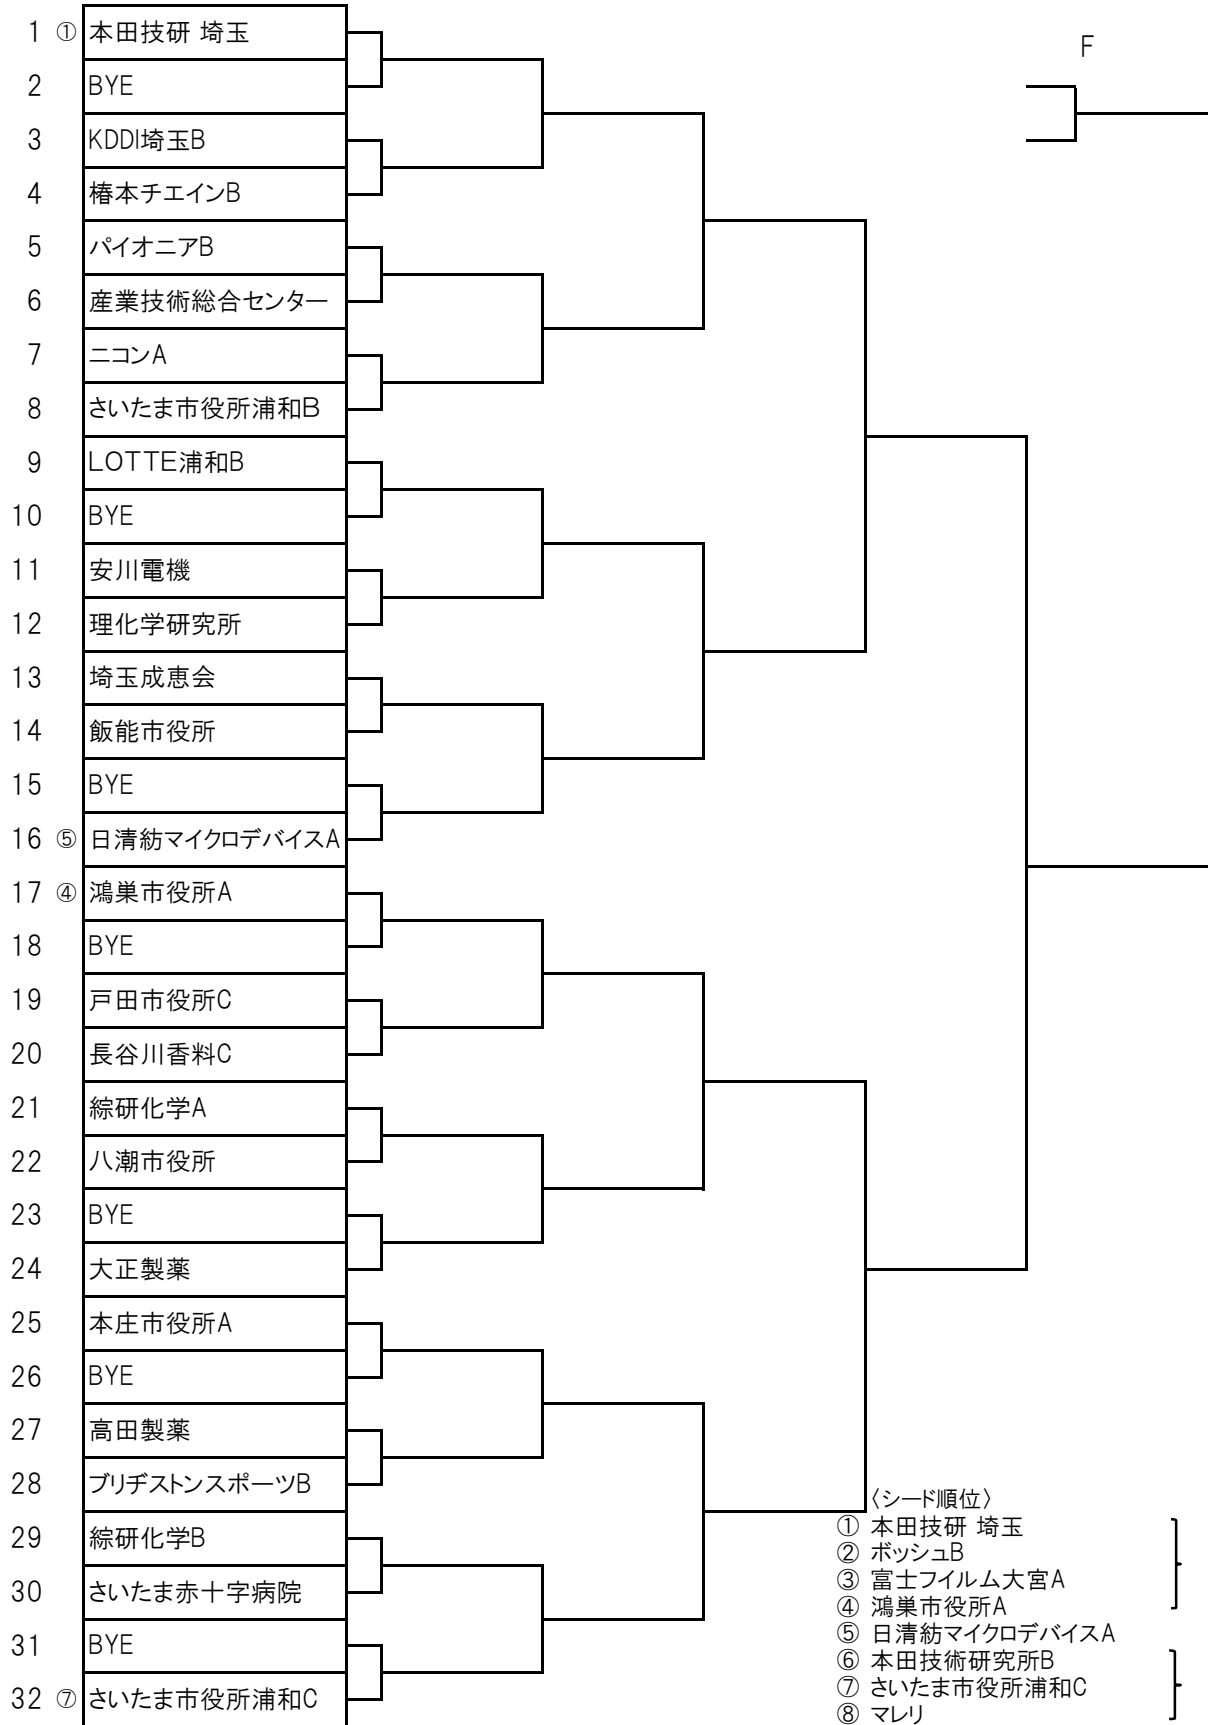 1 ① 本田技研 埼玉
F
2 BYE
3 KDDI埼玉B
4 椿本チエインB
5 パイオニアB
6 産業技術総合センター
7 ニコンA
8 さいたま市役所浦和B
9 LOTTE浦和B
10 BYE
11 安川電機
12 理化学研究所
13 埼玉成恵会
14 飯能市役所
15 BYE
16 ⑤ 日清紡マイクロデバイスA
17 ④ 鴻巣市役所A
18 BYE
19 戸田市役所C
20 長谷川香料C
21 綜研化学A
22 八潮市役所
23 BYE
24 大正製薬
25 本庄市役所A
26 BYE
27 高田製薬
28 ブリヂストンスポーツB
29 綜研化学B
30 さいたま赤十字病院
31 BYE
32 ⑦ さいたま市役所浦和C
〈シード順位〉
① 本田技研 埼玉
② ボッシュB
③ 富士フイルム大宮A
④ 鴻巣市役所A
⑤ 日清紡マイクロデバイスA
⑥ 本田技術研究所B
⑦ さいたま市役所浦和C
⑧ マレリ